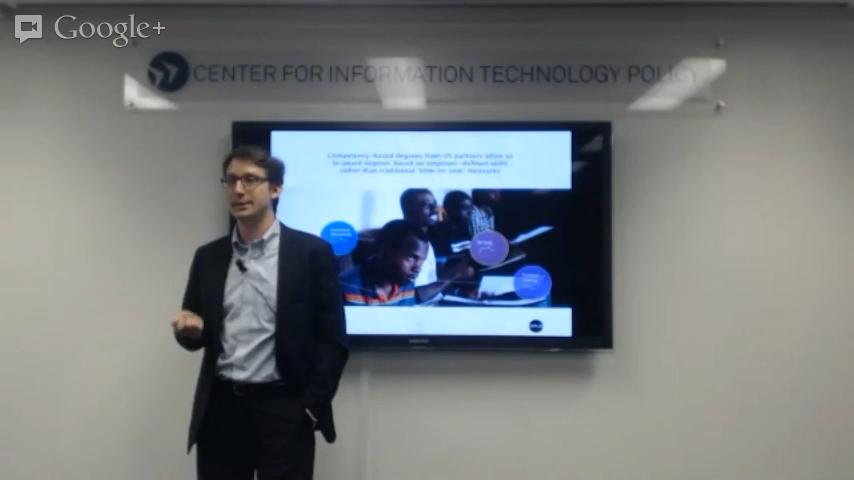 Google+
CENTER FOR INFORMATION TECHNOLOGY POLICY
Competency-based degrees from US partners allow us
to award degrees based on employer-defined skills
rather than traditional 'time-in-seat' measures
SAMSUNG